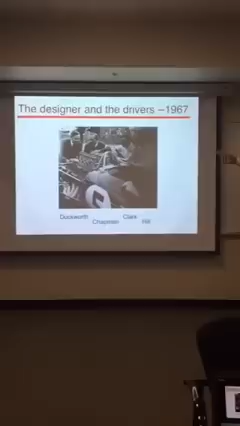 The designer and the drivers –1967
Duckworth Clark
Chapman Hill